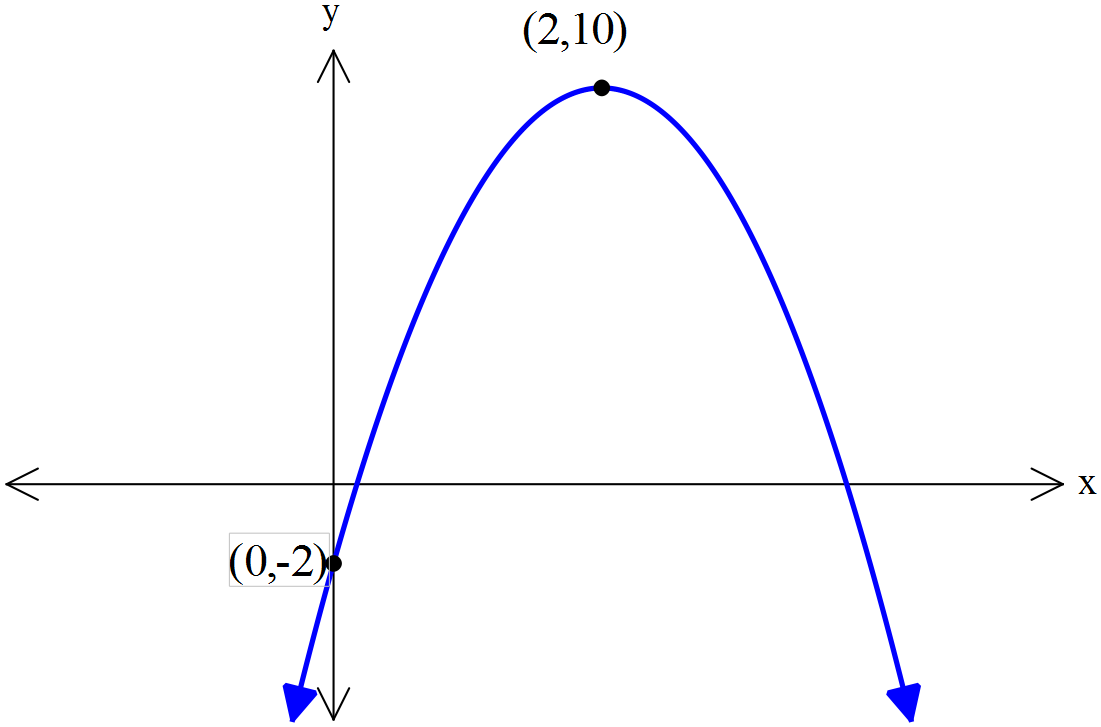 y
(2,10)
x
(0,-2)